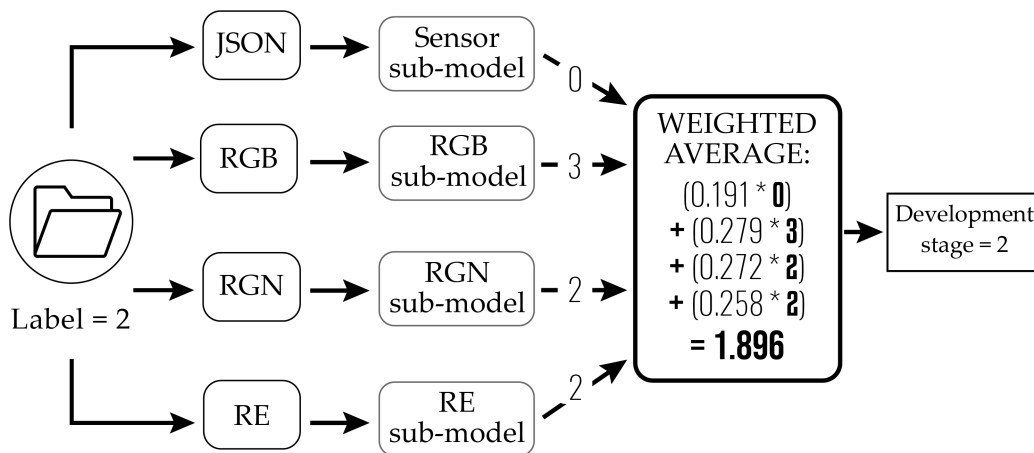 JSON
Sensor
sub-model
0
RGB
RGB
sub-model
3
Label = 2
RGN
RGN
sub-model
2
RE
RE
sub-model
2
WEIGHTED
AVERAGE:
(0.191 * 0)
+ (0.279 * 3)
+ (0.272 * 2)
+ (0.258 * 2)
= 1.896
Development
stage = 2